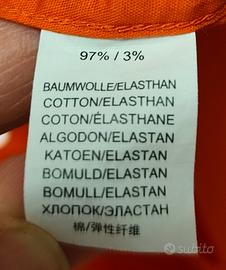 97% / 3%
BAUMWOLLE/ELASTHAN
COTTON/ELASTHAN
COTON/ÉLASTHANE
ALGODON/ELASTAN
KATOEN/ELASTAN
BOMULD/ELASTAN
BOMULL/ELASTAN
ХЛОПОК/ЭЛАСТАН
棉/弹性纤维
subito